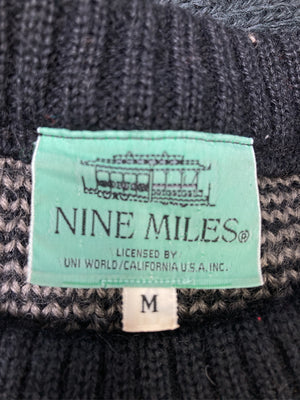 NINE MILES®
LICENSED BY
UNI WORLD/CALIFORNIA U.S.A. INC.
M